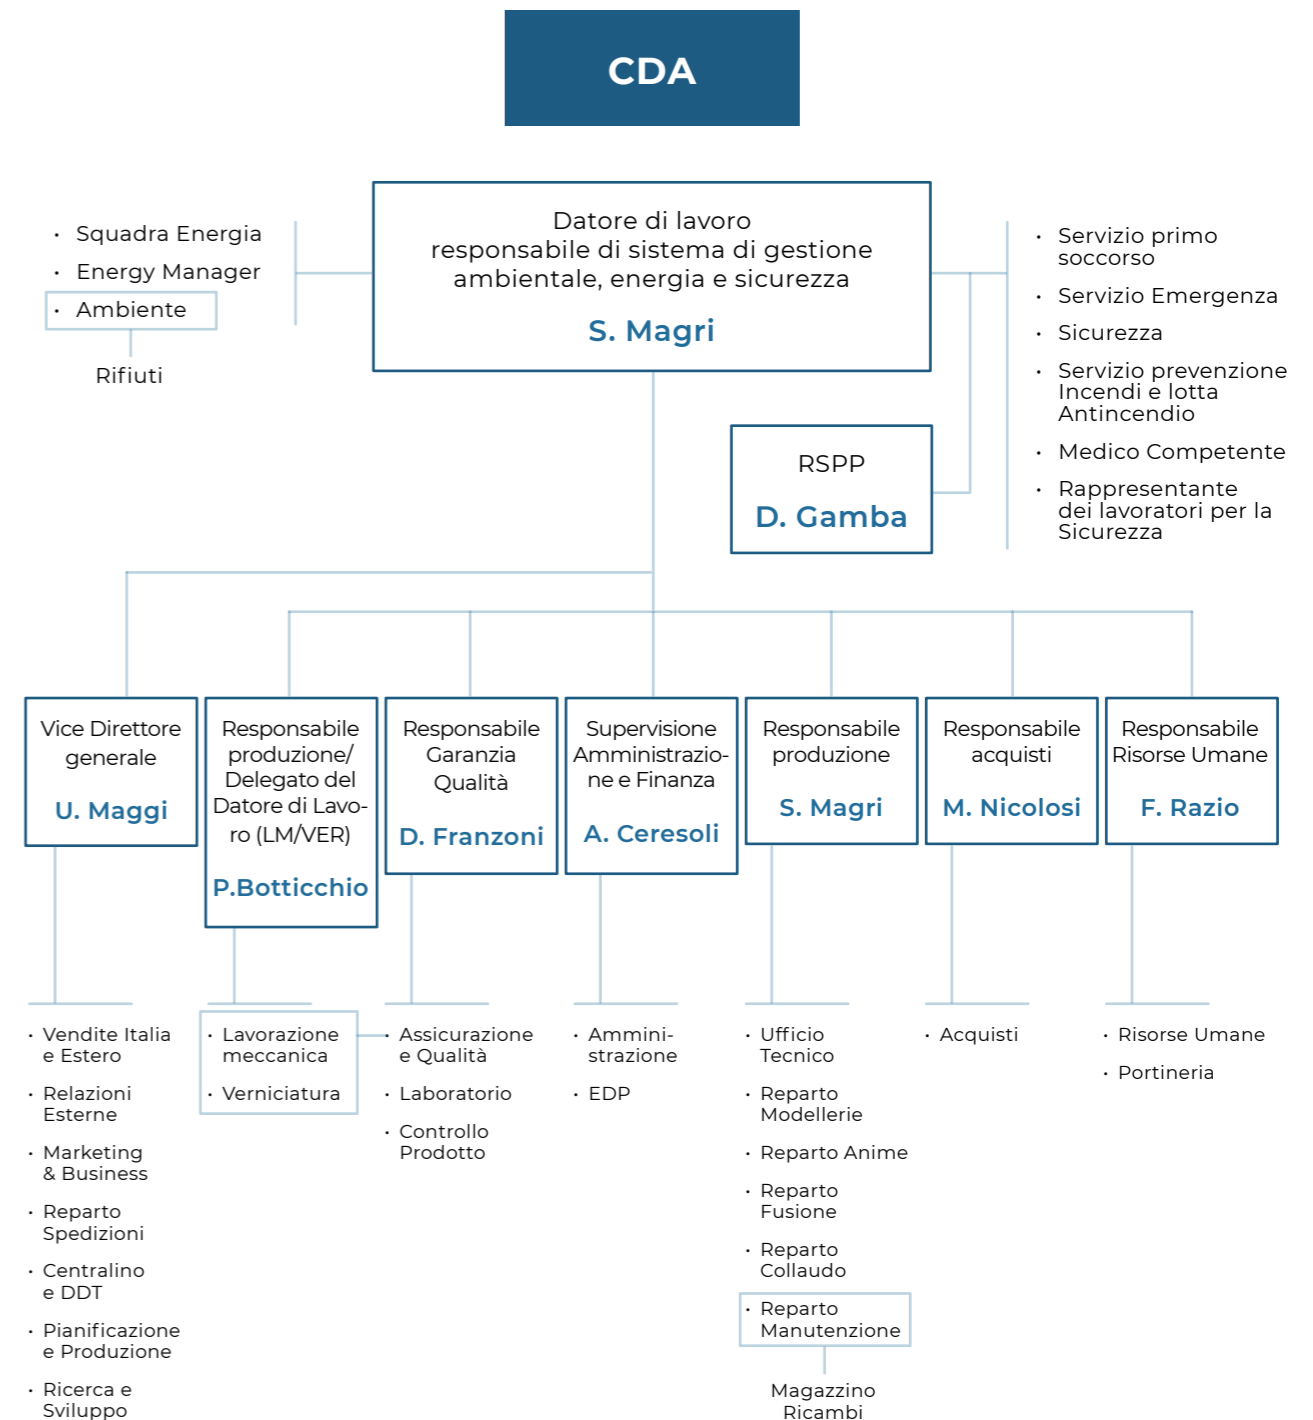 CDA
Datore di lavoro
responsabile di sistema di gestione
ambientale, energia e sicurezza
S. Magri
· Squadra Energia
· Energy Manager
· Ambiente
Rifiuti
· Servizio primo
soccorso
· Servizio Emergenza
· Sicurezza
· Servizio prevenzione
Incendi e lotta
Antincendio
· Medico Competente
· Rappresentante
dei lavoratori per la
Sicurezza
RSPP
D. Gamba
Vice Direttore
generale
U. Maggi
Responsabile
produzione/
Delegato del
Datore di Lavo-
ro (LM/VER)
P.Botticchio
Responsabile
Garanzia
Qualità
D. Franzoni
Supervisione
Amministrazio-
ne e Finanza
A. Ceresoli
Responsabile
produzione
S. Magri
Responsabile
acquisti
M. Nicolosi
Responsabile
Risorse Umane
F. Razio
· Vendite Italia
e Estero
· Relazioni
Esterne
· Marketing
& Business
· Reparto
Spedizioni
· Centralino
e DDT
· Pianificazione
e Produzione
· Ricerca e
Sviluppo
· Lavorazione
meccanica
· Verniciatura
· Assicurazione
e Qualità
· Laboratorio
· Controllo
Prodotto
· Ammini-
strazione
· EDP
· Ufficio
Tecnico
· Reparto
Modellerie
· Reparto Anime
· Reparto
Fusione
· Reparto
Collaudo
· Reparto
Manutenzione
Magazzino
Ricambi
· Acquisti
· Risorse Umane
· Portineria